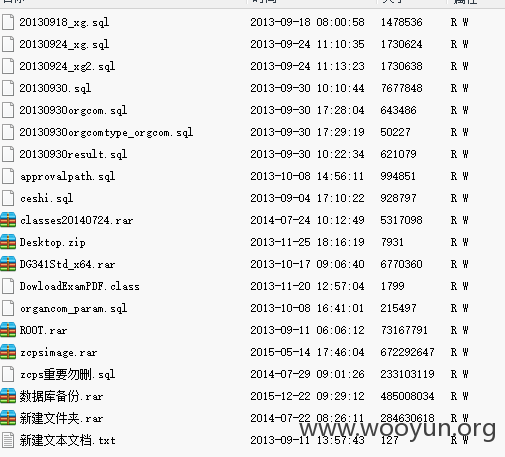 20130918_xg.sql 2013-09-18 08:00:58 1478536 R W
20130924_xg.sql 2013-09-24 11:10:35 1730624 R W
20130924_xg2.sql 2013-09-24 11:13:23 1730638 R W
20130930.sql 2013-09-30 10:10:44 7677848 R W
20130930orgcom.sql 2013-09-30 17:28:04 643486 R W
20130930orgcomtype_orgcom.sql 2013-09-30 17:29:19 50227 R W
20130930result.sql 2013-09-30 10:22:34 621079 R W
approvalpath.sql 2013-10-08 14:56:11 994851 R W
ceshi.sql 2013-09-04 17:10:22 928797 R W
classes20140724.rar 2014-07-24 10:12:49 5317098 R W
Desktop.zip 2013-11-25 18:16:19 7931 R W
DG341Std_x64.rar 2013-10-17 09:06:40 6770360 R W
DowloadExamPDF.class 2013-11-20 12:57:04 1799 R W
organcom_param.sql 2013-10-08 16:41:01 215497 R W
ROOT.rar 2013-09-11 06:06:12 73167791 R W
zcpsimage.rar 2015-05-14 17:46:04 672292647 R W
zcps重要勿删.sql 2014-07-29 09:01:26 233103119 R W
数据库备份.rar 2015-12-22 09:29:12 485008034 R W
新建文件夹.rar 2014-07-22 08:26:11 284630618 R W
新建文本文档.txt 2013-09-11 13:57:43 127 R W
www.wooyun.org